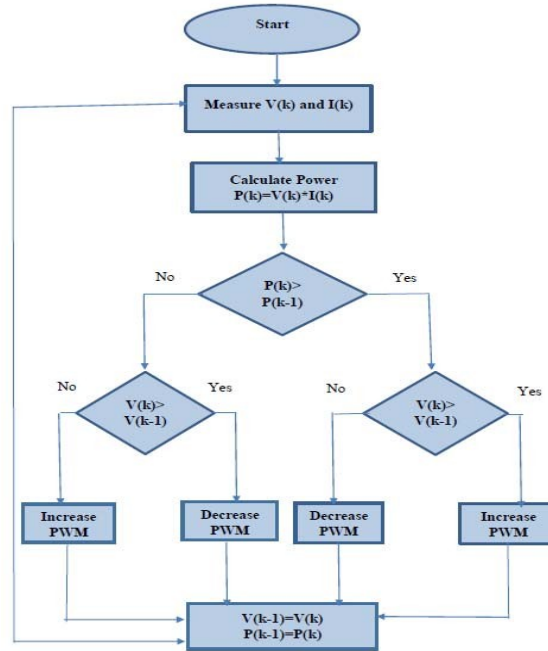 Start
Measure V(k) and I(k)
Calculate Power
P(k)=V(k)*I(k)
No
P(k)>
P(k-1)
Yes
No
V(k)>
V(k-1)
Yes
No
V(k)>
V(k-1)
Yes
Increase
PWM
Decrease
PWM
Decrease
PWM
Increase
PWM
V(k-1)=V(k)
P(k-1)=P(k)